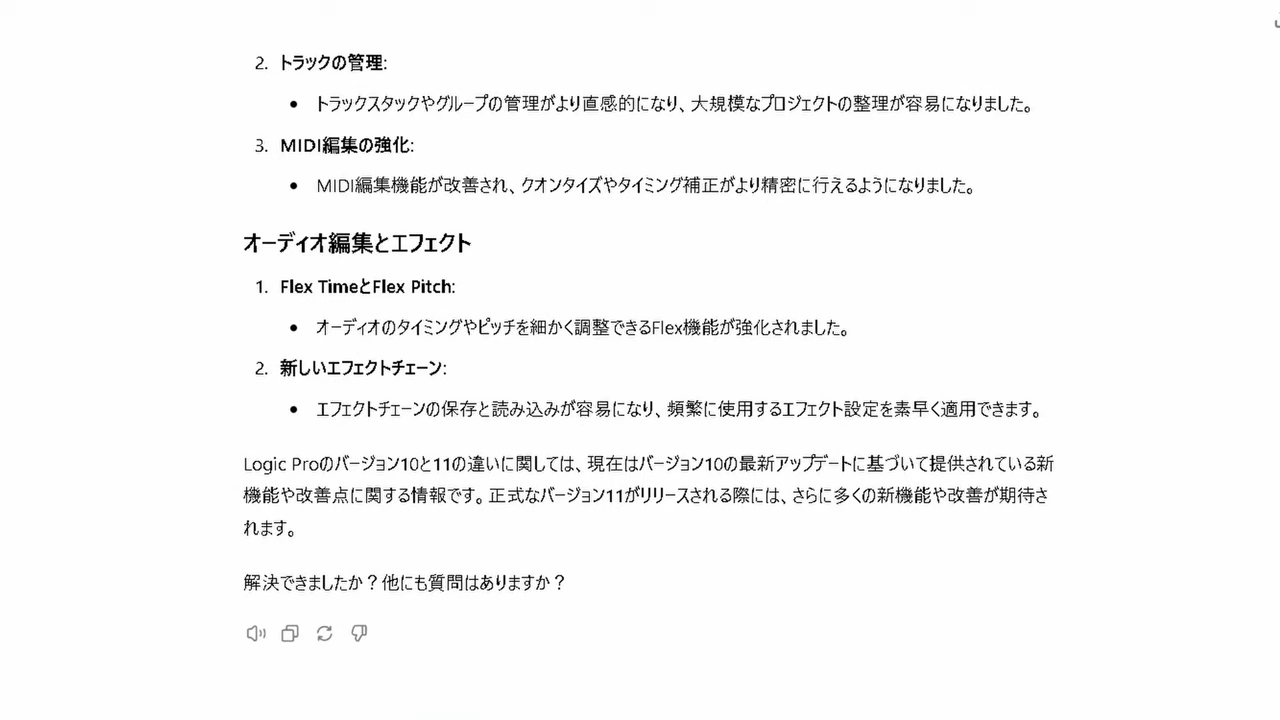 2. トラックの管理:
• トラックスタックやグループの管理がより直感的になり、大規模なプロジェクトの整理が容易になりました。
3. MIDI編集の強化:
• MIDI編集機能が改善され、クオンタイズやタイミング補正がより精密に行えるようになりました。
オーディオ編集とエフェクト
1. Flex TimeとFlex Pitch:
• オーディオのタイミングやピッチを細かく調整できるFlex機能が強化されました。
2. 新しいエフェクトチェーン:
• エフェクトチェーンの保存と読み込みが容易になり、頻繁に使用するエフェクト設定を素早く適用できます。
Logic Proのバージョン10と11の違いに関しては、現在はバージョン10の最新アップデートに基づいて提供されている新
機能や改善点に関する情報です。正式なバージョン11がリリースされる際には、さらに多くの新機能や改善が期待さ
れます。
解決できましたか？他にも質問はありますか？